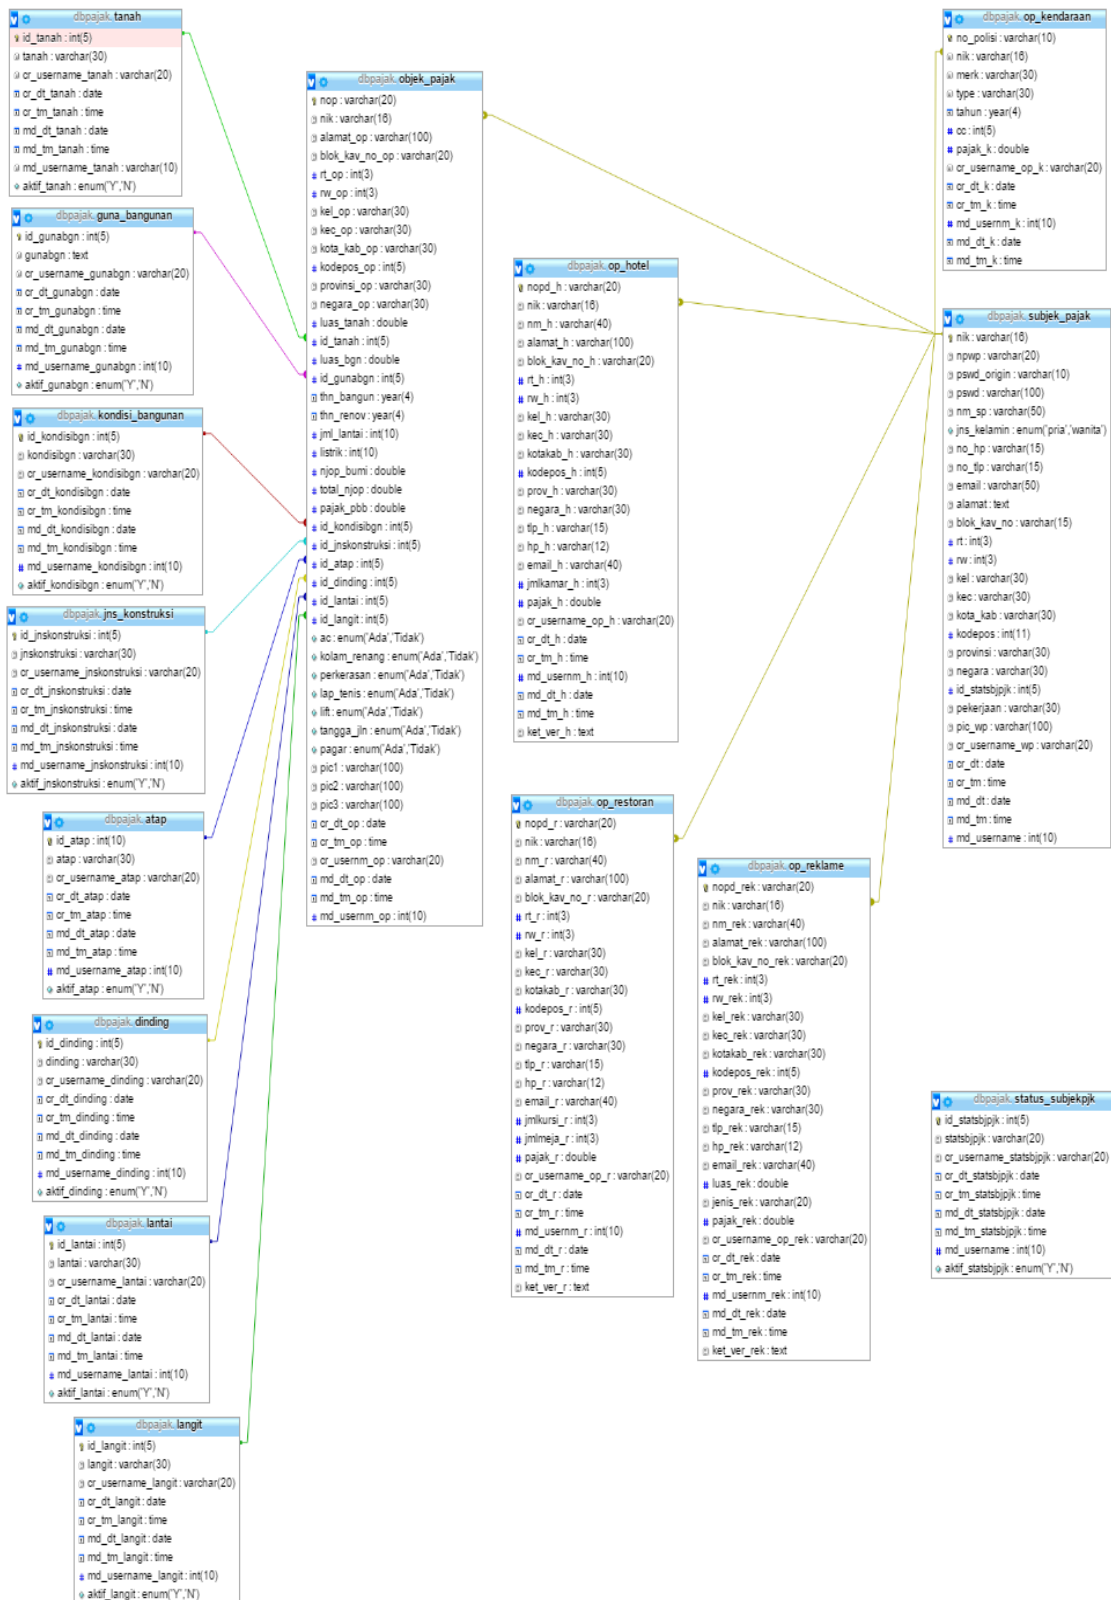 dbpajak.tanah
id_tanah : int(5)
tanah : varchar(30)
cr_username_tanah : varchar(20)
cr_dt_tanah : date
cr_tm_tanah : time
md_dt_tanah : date
md_tm_tanah : time
md_username_tanah : varchar(10)
aktif_tanah : enum('Y','N')
dbpajak.guna_bangunan
id_gunabgn : int(5)
gunabgn : text
cr_username_gunabgn : varchar(20)
cr_dt_gunabgn : date
cr_tm_gunabgn : time
md_dt_gunabgn : date
md_tm_gunabgn : time
md_username_gunabgn : int(10)
aktif_gunabgn : enum('Y','N')
dbpajak.kondisi_bangunan
id_kondisibgn : int(5)
kondisibgn : varchar(30)
cr_username_kondisibgn : varchar(20)
cr_dt_kondisibgn : date
cr_tm_kondisibgn : time
md_dt_kondisibgn : date
md_tm_kondisibgn : time
md_username_kondisibgn : int(10)
aktif_kondisibgn : enum('Y','N')
dbpajak.jns_konstruksi
id_jnskonstruksi : int(5)
jnskonstruksi : varchar(30)
cr_username_jnskonstruksi : varchar(20)
cr_dt_jnskonstruksi : date
cr_tm_jnskonstruksi : time
md_dt_jnskonstruksi : date
md_tm_jnskonstruksi : time
md_username_jnskonstruksi : int(10)
aktif_jnskonstruksi : enum('Y','N')
dbpajak.atap
id_atap : int(10)
atap : varchar(30)
cr_username_atap : varchar(20)
cr_dt_atap : date
cr_tm_atap : time
md_dt_atap : date
md_tm_atap : time
md_username_atap : int(10)
aktif_atap : enum('Y','N')
dbpajak.dinding
id_dinding : int(5)
dinding : varchar(30)
cr_username_dinding : varchar(20)
cr_dt_dinding : date
cr_tm_dinding : time
md_dt_dinding : date
md_tm_dinding : time
md_username_dinding : int(10)
aktif_dinding : enum('Y','N')
dbpajak.lantai
id_lantai : int(5)
lantai : varchar(30)
cr_username_lantai : varchar(20)
cr_dt_lantai : date
cr_tm_lantai : time
md_dt_lantai : date
md_tm_lantai : time
md_username_lantai : int(10)
aktif_lantai : enum('Y','N')
dbpajak.langit
id_langit : int(5)
langit : varchar(30)
cr_username_langit : varchar(20)
cr_dt_langit : date
cr_tm_langit : time
md_dt_langit : date
md_tm_langit : time
md_username_langit : int(10)
aktif_langit : enum('Y','N')
dbpajak.objek_pajak
nop : varchar(20)
nik : varchar(16)
alamat_op : varchar(100)
blok_kav_no_op : varchar(20)
rt_op : int(3)
rw_op : int(3)
kel_op : varchar(30)
kec_op : varchar(30)
kota_kab_op : varchar(30)
kodepos_op : int(5)
provinsi_op : varchar(30)
negara_op : varchar(30)
luas_tanah : double
id_tanah : int(5)
luas_bgn : double
id_gunabgn : int(5)
thn_bangun : year(4)
thn_renov : year(4)
jml_lantai : int(10)
listrik : int(10)
njop_bumi : double
total_njop : double
pajak_pbb : double
id_kondisibgn : int(5)
id_jnskonstruksi : int(5)
id_atap : int(5)
id_dinding : int(5)
id_lantai : int(5)
id_langit : int(5)
ac : enum('Ada','Tidak')
kolam_renang : enum('Ada','Tidak')
perkerasan : enum('Ada','Tidak')
lap_tenis : enum('Ada','Tidak')
lift : enum('Ada','Tidak')
tangga_jln : enum('Ada','Tidak')
pagar : enum('Ada','Tidak')
pic1 : varchar(100)
pic2 : varchar(100)
pic3 : varchar(100)
cr_dt_op : date
cr_tm_op : time
cr_usernm_op : varchar(20)
md_dt_op : date
md_tm_op : time
md_usernm_op : int(10)
dbpajak.op_hotel
nopd_h : varchar(20)
nik : varchar(16)
nm_h : varchar(40)
alamat_h : varchar(100)
blok_kav_no_h : varchar(20)
rt_h : int(3)
rw_h : int(3)
kel_h : varchar(30)
kec_h : varchar(30)
kotakab_h : varchar(30)
kodepos_h : int(5)
prov_h : varchar(30)
negara_h : varchar(30)
tlp_h : varchar(15)
hp_h : varchar(12)
email_h : varchar(40)
jmlkamar_h : int(3)
pajak_h : double
cr_username_op_h : varchar(20)
cr_dt_h : date
cr_tm_h : time
md_usernm_h : int(10)
md_dt_h : date
md_tm_h : time
ket_ver_h : text
dbpajak.op_restoran
nopd_r : varchar(20)
nik : varchar(16)
nm_r : varchar(40)
alamat_r : varchar(100)
blok_kav_no_r : varchar(20)
rt_r : int(3)
rw_r : int(3)
kel_r : varchar(30)
kec_r : varchar(30)
kotakab_r : varchar(30)
kodepos_r : int(5)
prov_r : varchar(30)
negara_r : varchar(30)
tlp_r : varchar(15)
hp_r : varchar(12)
email_r : varchar(40)
jmlkursi_r : int(3)
jmlmeja_r : int(3)
pajak_r : double
cr_username_op_r : varchar(20)
cr_dt_r : date
cr_tm_r : time
md_usernm_r : int(10)
md_dt_r : date
md_tm_r : time
ket_ver_r : text
dbpajak.op_reklame
nopd_rek : varchar(20)
nik : varchar(16)
nm_rek : varchar(40)
alamat_rek : varchar(100)
blok_kav_no_rek : varchar(20)
rt_rek : int(3)
rw_rek : int(3)
kel_rek : varchar(30)
kec_rek : varchar(30)
kotakab_rek : varchar(30)
kodepos_rek : int(5)
prov_rek : varchar(30)
negara_rek : varchar(30)
tlp_rek : varchar(15)
hp_rek : varchar(12)
email_rek : varchar(40)
luas_rek : double
jenis_rek : varchar(20)
pajak_rek : double
cr_username_op_rek : varchar(20)
cr_dt_rek : date
cr_tm_rek : time
md_usernm_rek : int(10)
md_dt_rek : date
md_tm_rek : time
ket_ver_rek : text
dbpajak.op_kendaraan
no_polisi : varchar(10)
nik : varchar(16)
merk : varchar(30)
type : varchar(30)
tahun : year(4)
cc : int(5)
pajak_k : double
cr_username_op_k : varchar(20)
cr_dt_k : date
cr_tm_k : time
md_usernm_k : int(10)
md_dt_k : date
md_tm_k : time
dbpajak.subjek_pajak
nik : varchar(16)
npwp : varchar(20)
pswd_origin : varchar(10)
pswd : varchar(100)
nm_sp : varchar(50)
jns_kelamin : enum('pria','wanita')
no_hp : varchar(15)
no_tlp : varchar(15)
email : varchar(50)
alamat : text
blok_kav_no : varchar(15)
rt : int(3)
rw : int(3)
kel : varchar(30)
kec : varchar(30)
kota_kab : varchar(30)
kodepos : int(11)
provinsi : varchar(30)
negara : varchar(30)
id_statsbjpjk : int(5)
pekerjaan : varchar(30)
pic_wp : varchar(100)
cr_username_wp : varchar(20)
cr_dt : date
cr_tm : time
md_dt : date
md_tm : time
md_username : int(10)
dbpajak.status_subjekpjk
id_statsbjpjk : int(5)
statsbjpjk : varchar(20)
cr_username_statsbjpjk : varchar(20)
cr_dt_statsbjpjk : date
cr_tm_statsbjpjk : time
md_dt_statsbjpjk : date
md_tm_statsbjpjk : time
md_username : int(10)
aktif_statsbjpjk : enum('Y','N')